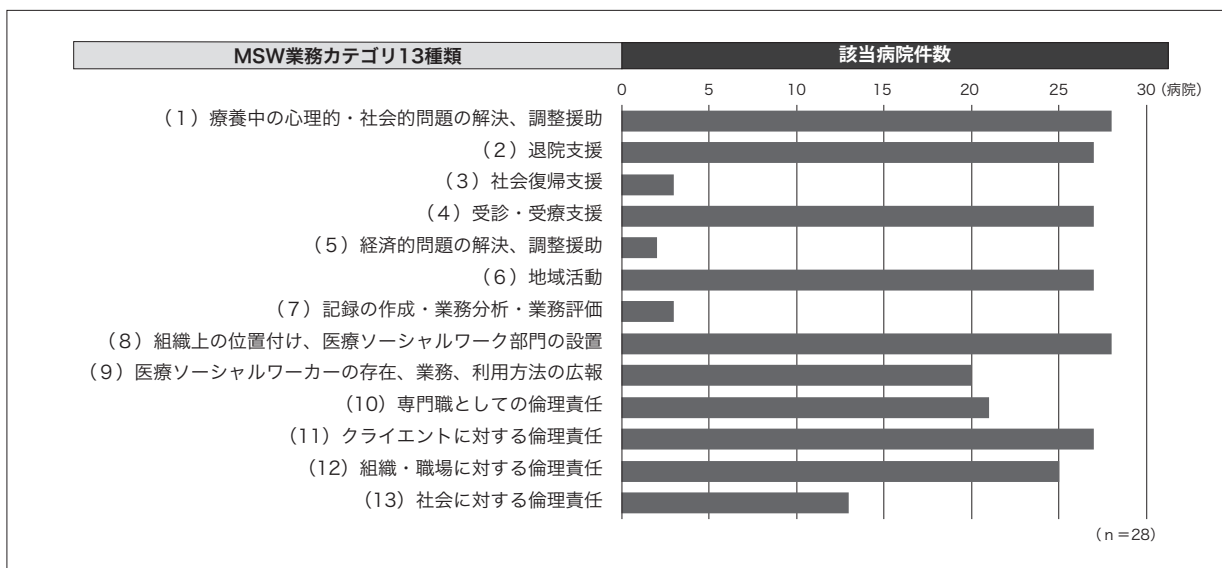 MSW業務カテゴリ13種類 該当病院件数
0 5 10 15 20 25 30（病院）
（1）療養中の心理的・社会的問題の解決、調整援助
（2）退院支援
（3）社会復帰支援
（4）受診・受療支援
（5）経済的問題の解決、調整援助
（6）地域活動
（7）記録の作成・業務分析・業務評価
（8）組織上の位置付け、医療ソーシャルワーク部門の設置
（9）医療ソーシャルワーカーの存在、業務、利用方法の広報
（10）専門職としての倫理責任
（11）クライエントに対する倫理責任
（12）組織・職場に対する倫理責任
（13）社会に対する倫理責任
（n＝28）